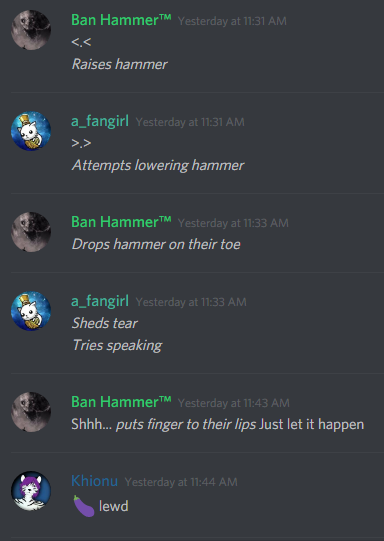 Ban Hammer™ Yesterday at 11:31 AM
<.<
Raises hammer
a_fangirl Yesterday at 11:31 AM
>.>
Attempts lowering hammer
Ban Hammer™ Yesterday at 11:33 AM
Drops hammer on their toe
a_fangirl Yesterday at 11:33 AM
Sheds tear
Tries speaking
Ban Hammer™ Yesterday at 11:43 AM
Shhh... puts finger to their lips Just let it happen
Khionu Yesterday at 11:44 AM
🍆 lewd